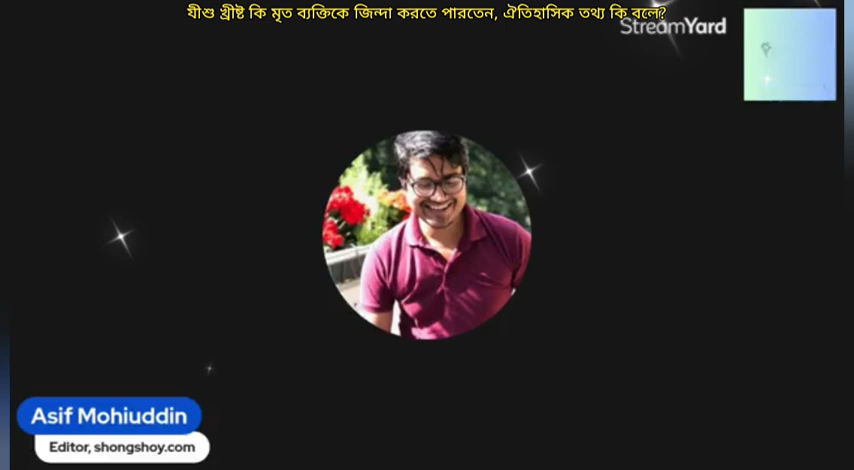 যীশু খ্রীষ্ট কি মৃত ব্যক্তিকে জিন্দা করতে পারতেন, ঐতিহাসিক তথ্য কি বলে?
StreamYard
Asif Mohiuddin
Editor, shongshoy.com